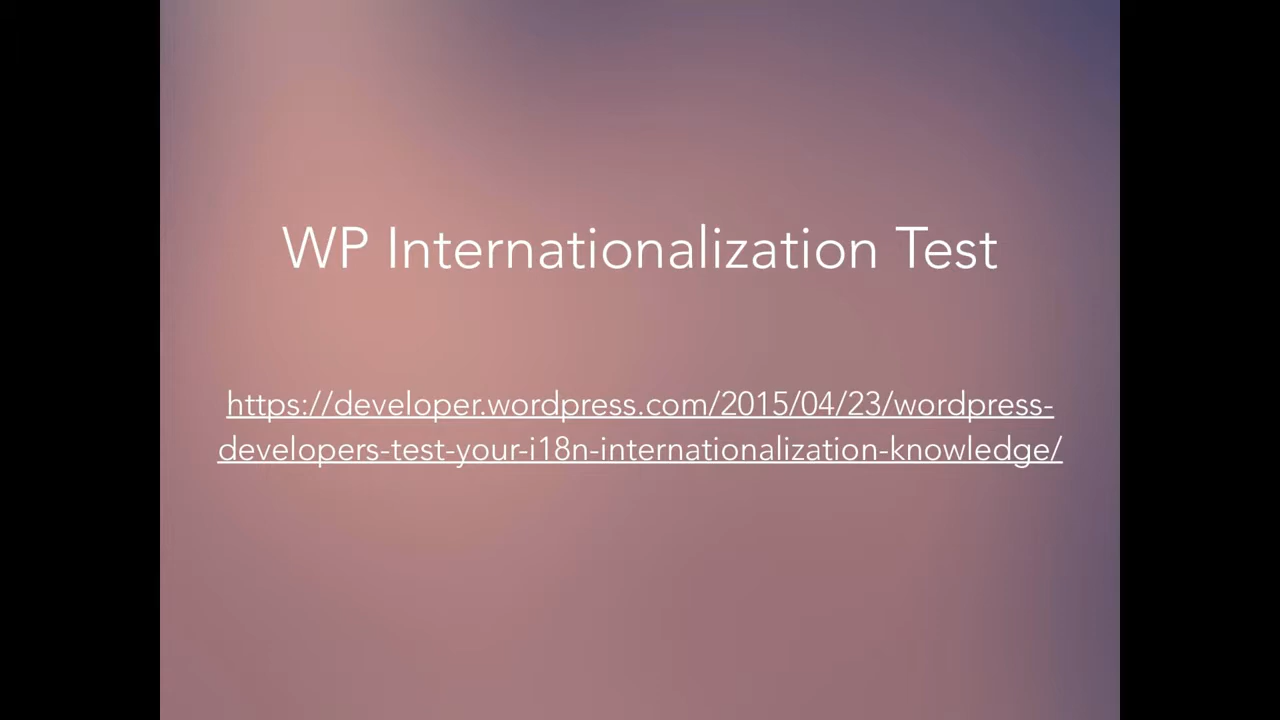 WP Internationalization Test
https://developer.wordpress.com/2015/04/23/wordpress-
developers-test-your-i18n-internationalization-knowledge/